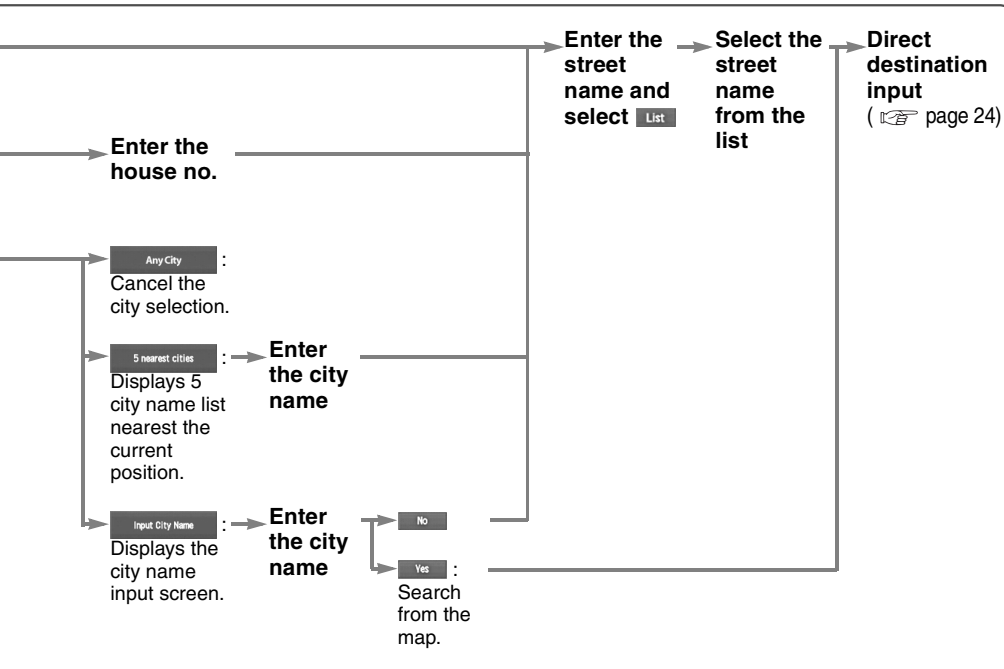 Enter the
street
name and
select List
Select the
street
name
from the
list
Direct
destination
input
( ☞ page 24)
Enter the
house no.
Any City :
Cancel the
city selection.
5 nearest cities :
Displays 5
city name list
nearest the
current
position.
Enter
the city
name
Input City Name :
Displays the
city name
input screen.
Enter
the city
name
No
Yes :
Search
from the
map.